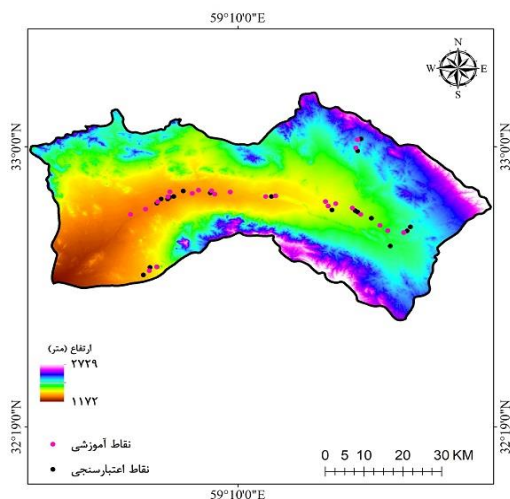 59°10'0"E
N
W E
S
33°0'0"N
33°0'0"N
ارتفاع (متر)
۲۷۲۹
۱۱۷۲
32°19'0"N
32°19'0"N
نقاط آموزشی
نقاط اعتبارسنجی
0 5 10 20 30 KM
59°10'0"E